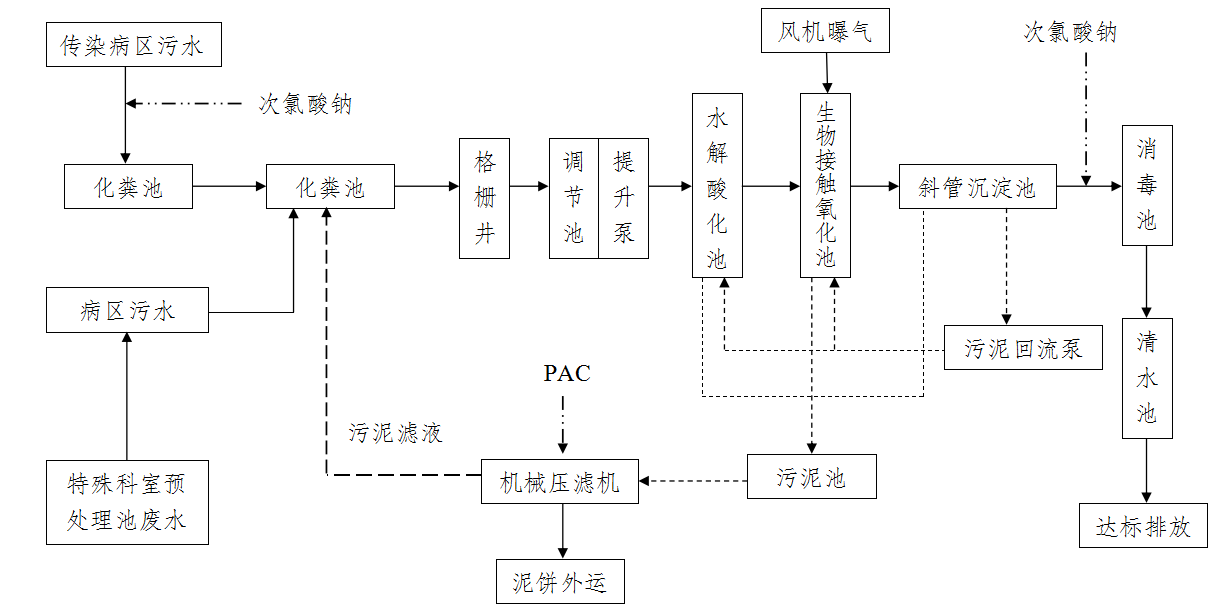 传染病区污水
次氯酸钠
化粪池
化粪池
病区污水
特殊科室预
处理池废水
格栅井
调节池
提升泵
水解酸化池
风机曝气
生物接触氧化池
斜管沉淀池
次氯酸钠
消毒池
清水池
达标排放
污泥回流泵
污泥池
PAC
机械压滤机
污泥滤液
泥饼外运